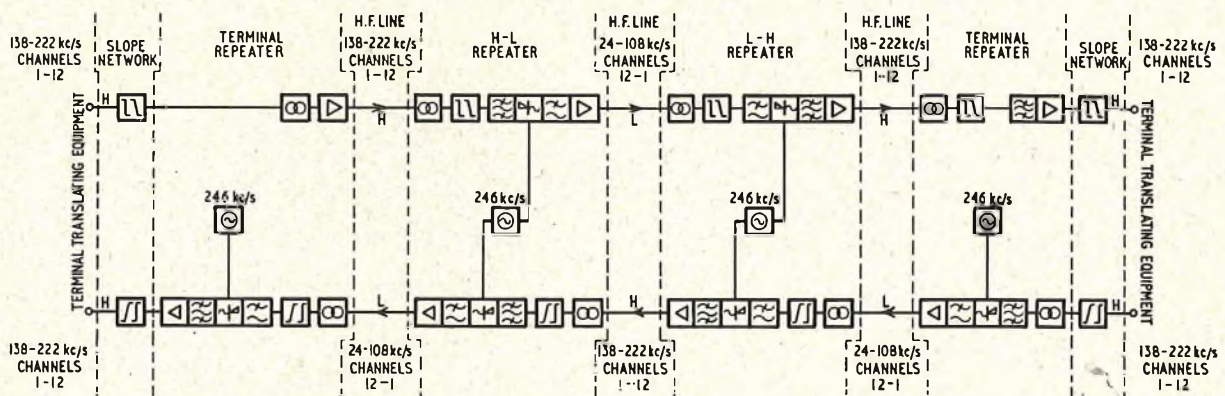 138-222 kc/s
CHANNELS
1-12
SLOPE
NETWORK
TERMINAL
REPEATER
H.F. LINE
138-222 kc/s
CHANNELS
1-12
H-L
REPEATER
H.F. LINE
24-108 kc/s
CHANNELS
12-1
L-H
REPEATER
H.F. LINE
138-222 kc/s
CHANNELS
1-12
TERMINAL
REPEATER
SLOPE
NETWORK
138-222 kc/s
CHANNELS
1-12
H
H
L
H
H
TERMINAL TRANSLATING EQUIPMENT
246 kc/s
246 kc/s
246 kc/s
246 kc/s
TERMINAL TRANSLATING EQUIPMENT
H
L
H
L
H
138-222 kc/s
CHANNELS
1-12
24-108 kc/s
CHANNELS
12-1
138-222 kc/s
CHANNELS
1-12
24-108 kc/s
CHANNELS
12-1
138-222 kc/s
CHANNELS
1-12